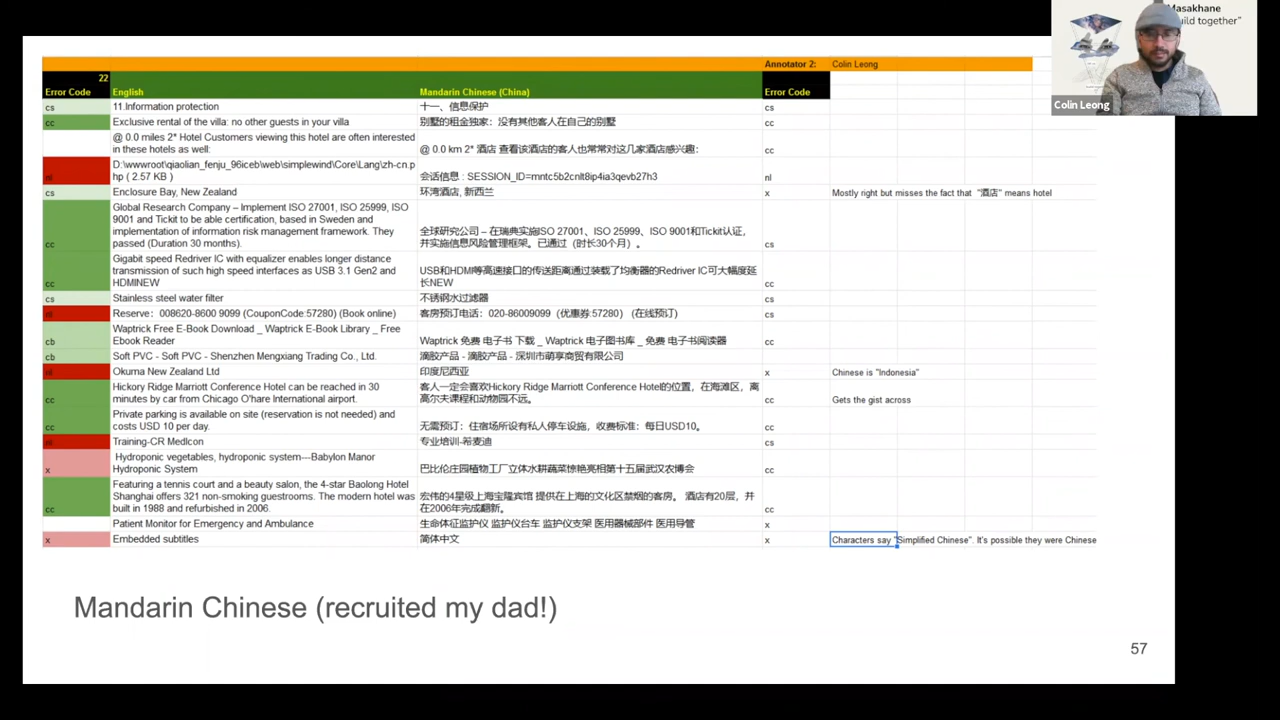 Masakhane
uild together"
Colin Leong
Annotator 2: Colin Leong
22
Error Code English Mandarin Chinese (China) Error Code
cs 11.Information protection 十一、信息保护 cs
cc Exclusive rental of the villa: no other guests in your villa 别墅的租金独家：没有其他客人在自己的别墅 cc
@ 0.0 miles 2* Hotel Customers viewing this hotel are often interested
in these hotels as well: @ 0.0 km 2* 酒店 查看该酒店的客人也常常对这几家酒店感兴趣: cc
D:\wwwroot\qiaolian_fenju_96iceb\web\simplewind\Core\Lang\zh-cn.p
nl hp ( 2.57 KB ) 会话信息 : SESSION_ID=mntc5b2cnlt8ip4ia3qevb27h3 nl
cs Enclosure Bay, New Zealand 环湾酒店, 新西兰 x Mostly right but misses the fact that "酒店" means hotel
Global Research Company – Implement ISO 27001, ISO 25999, ISO
9001 and Tickit to be able certification, based in Sweden and
implementation of information risk management framework. They 全球研究公司 – 在瑞典实施ISO 27001、ISO 25999、ISO 9001和Tickit认证，
cc passed (Duration 30 months). 并实施信息风险管理框架。已通过（时长30个月）。 cs
Gigabit speed Redriver IC with equalizer enables longer distance
transmission of such high speed interfaces as USB 3.1 Gen2 and USB和HDMI等高速接口的传送距离通过装载了均衡器的Redriver IC可大幅度延
cc HDMINEW 长NEW cc
cs Stainless steel water filter 不锈钢水过滤器 cs
nl Reserve：008620-8600 9099 (CouponCode:57280) (Book online) 客房预订电话：020-86009099（优惠券:57280） (在线预订) cs
Waptrick Free E-Book Download _ Waptrick E-Book Library _ Free
cb Ebook Reader Waptrick 免费 电子书 下载 _ Waptrick 电子图书库 _ 免费 电子书阅读器 cc
cb Soft PVC - Soft PVC - Shenzhen Mengxiang Trading Co., Ltd. 滴胶产品 - 滴胶产品 - 深圳市萌享商贸有限公司
nl Okuma New Zealand Ltd 印度尼西亚 x Chinese is "Indonesia"
Hickory Ridge Marriott Conference Hotel can be reached in 30 客人一定会喜欢Hickory Ridge Marriott Conference Hotel的位置，在海滩区，离
cc minutes by car from Chicago O'hare International airport. 高尔夫课程和动物园不远。 cc Gets the gist across
Private parking is available on site (reservation is not needed) and
cc costs USD 10 per day. 无需预订：住宿场所设有私人停车设施，收费标准：每日USD10。 cc
nl Training-CR MedIcon 专业培训-希麦迪 cs
Hydroponic vegetables, hydroponic system---Babylon Manor
x Hydroponic System 巴比伦庄园植物工厂立体水耕蔬菜惊艳亮相第十五届武汉农博会 cc
Featuring a tennis court and a beauty salon, the 4-star Baolong Hotel
Shanghai offers 321 non-smoking guestrooms. The modern hotel was 宏伟的4星级上海宝隆宾馆 提供在上海的文化区禁烟的客房。 酒店有20层，并
cc built in 1988 and refurbished in 2006. 在2006年完成翻新。 cc
Patient Monitor for Emergency and Ambulance 生命体征监护仪 监护仪台车 监护仪支架 医用器械部件 医用导管 x
x Embedded subtitles 简体中文 x Characters say "Simplified Chinese". It's possible they were Chinese
Mandarin Chinese (recruited my dad!)
57